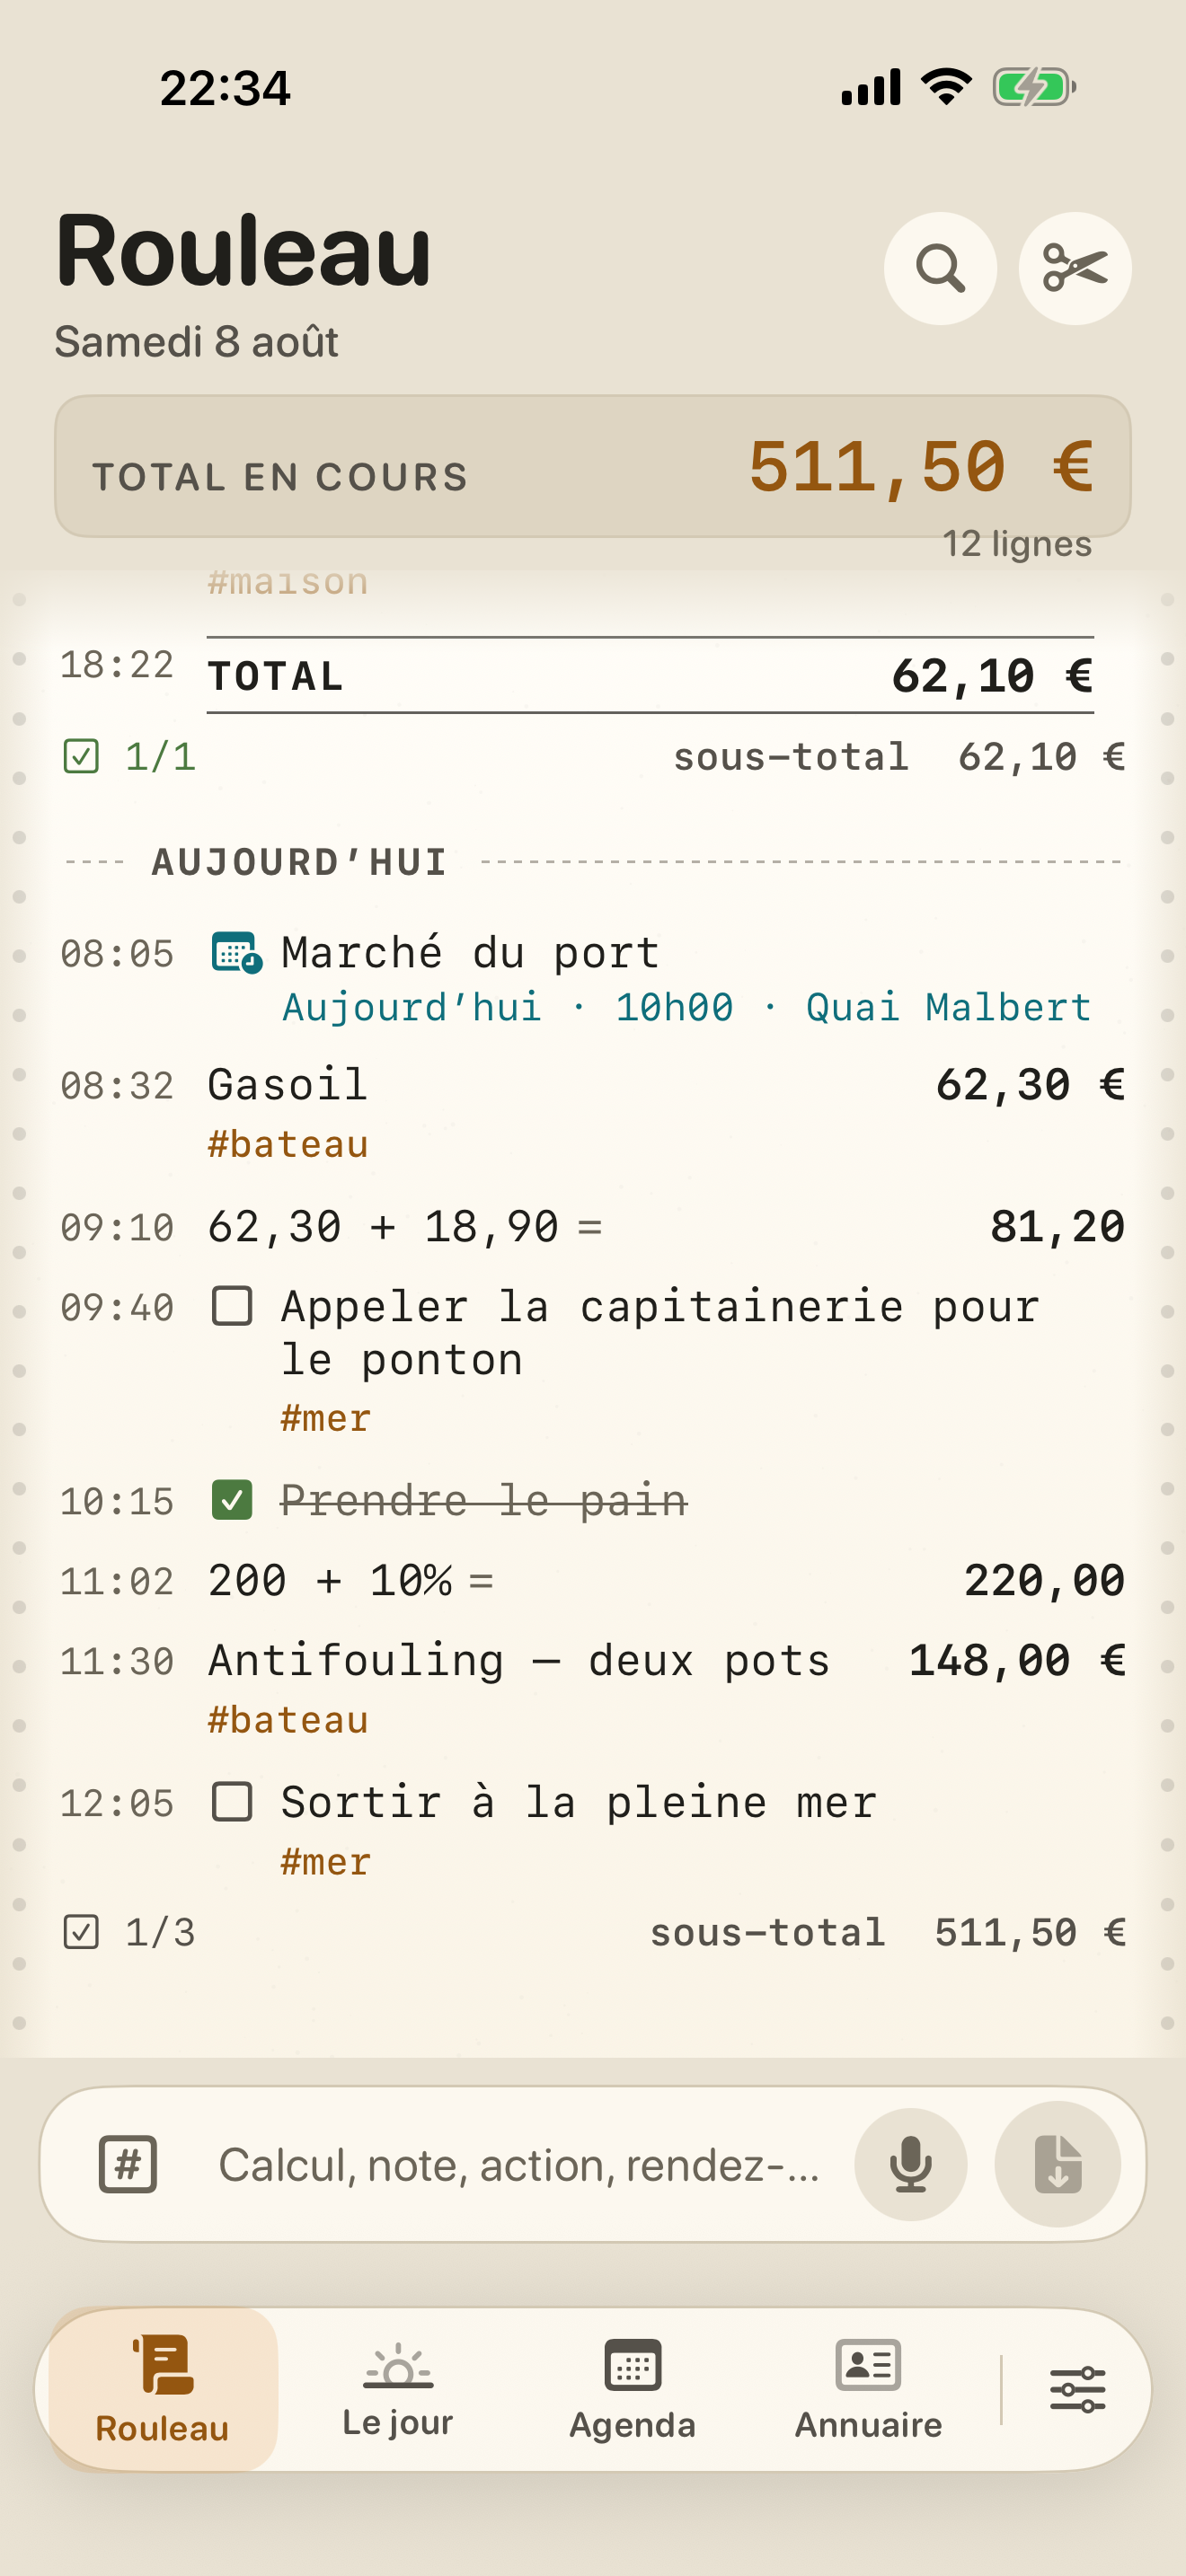 22:34
Rouleau
Samedi 8 août
TOTAL EN COURS 511,50 €
12 lignes
#maison
18:22 TOTAL 62,10 €
1/1 sous-total 62,10 €
AUJOURD’HUI
08:05 Marché du port
Aujourd’hui · 10h00 · Quai Malbert
08:32 Gasoil 62,30 €
#bateau
09:10 62,30 + 18,90 = 81,20
09:40 Appeler la capitainerie pour
le ponton
#mer
10:15 Prendre le pain
11:02 200 + 10% = 220,00
11:30 Antifouling — deux pots 148,00 €
#bateau
12:05 Sortir à la pleine mer
#mer
1/3 sous-total 511,50 €
# Calcul, note, action, rendez-...
Rouleau Le jour Agenda Annuaire